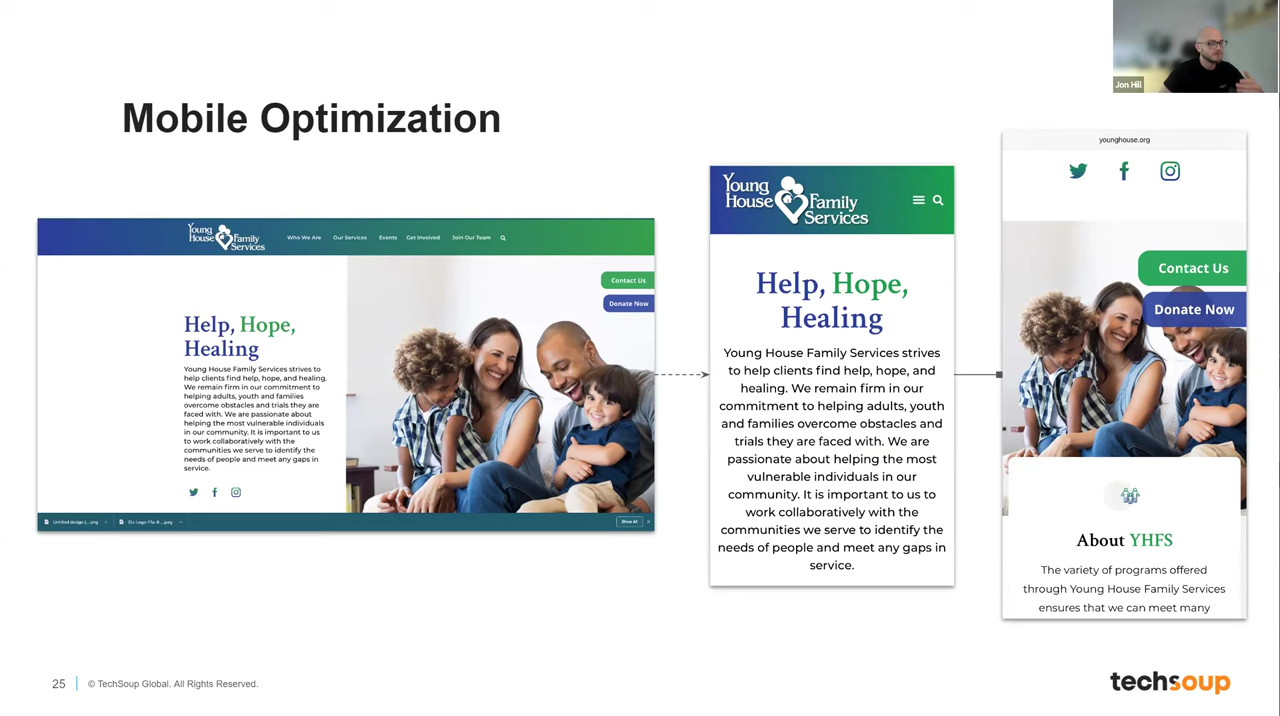 Jon Hill
Mobile Optimization
Young
House
Family
Services
Who We Are
Our Services
Events
Get Involved
Join Our Team
Contact Us
Donate Now
Help, Hope,
Healing
Young House Family Services strives to
help clients find help, hope, and healing.
We remain firm in our commitment to
helping adults, youth and families
overcome obstacles and trials they are
faced with. We are passionate about
helping the most vulnerable individuals
in our community. It is important to us
to work collaboratively with the
communities we serve to identify the
needs of people and meet any gaps in
service.
Untitled design (....png
CLJ-Logo-Flo-B....jpeg
Show All
Young
House
Family
Services
Help, Hope,
Healing
Young House Family Services strives
to help clients find help, hope, and
healing. We remain firm in our
commitment to helping adults, youth
and families overcome obstacles and
trials they are faced with. We are
passionate about helping the most
vulnerable individuals in our
community. It is important to us to
work collaboratively with the
communities we serve to identify the
needs of people and meet any gaps in
service.
younghouse.org
Contact Us
Donate Now
About YHFS
The variety of programs offered
through Young House Family Services
ensures that we can meet many
25
© TechSoup Global. All Rights Reserved.
techsoup